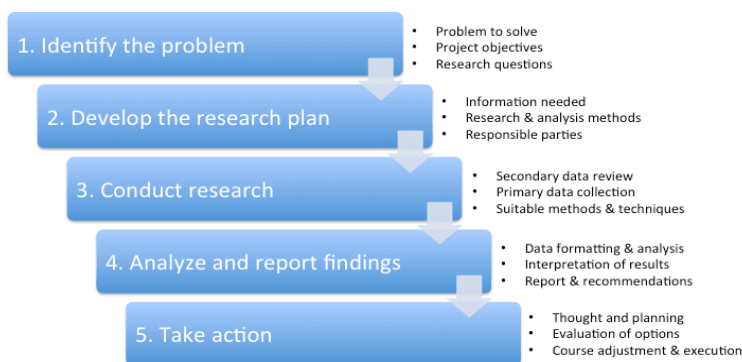 1. Identify the problem
• Problem to solve
• Project objectives
• Research questions
2. Develop the research plan
• Information needed
• Research & analysis methods
• Responsible parties
3. Conduct research
• Secondary data review
• Primary data collection
• Suitable methods & techniques
4. Analyze and report findings
• Data formatting & analysis
• Interpretation of results
• Report & recommendations
5. Take action
• Thought and planning
• Evaluation of options
• Course adjustment & execution